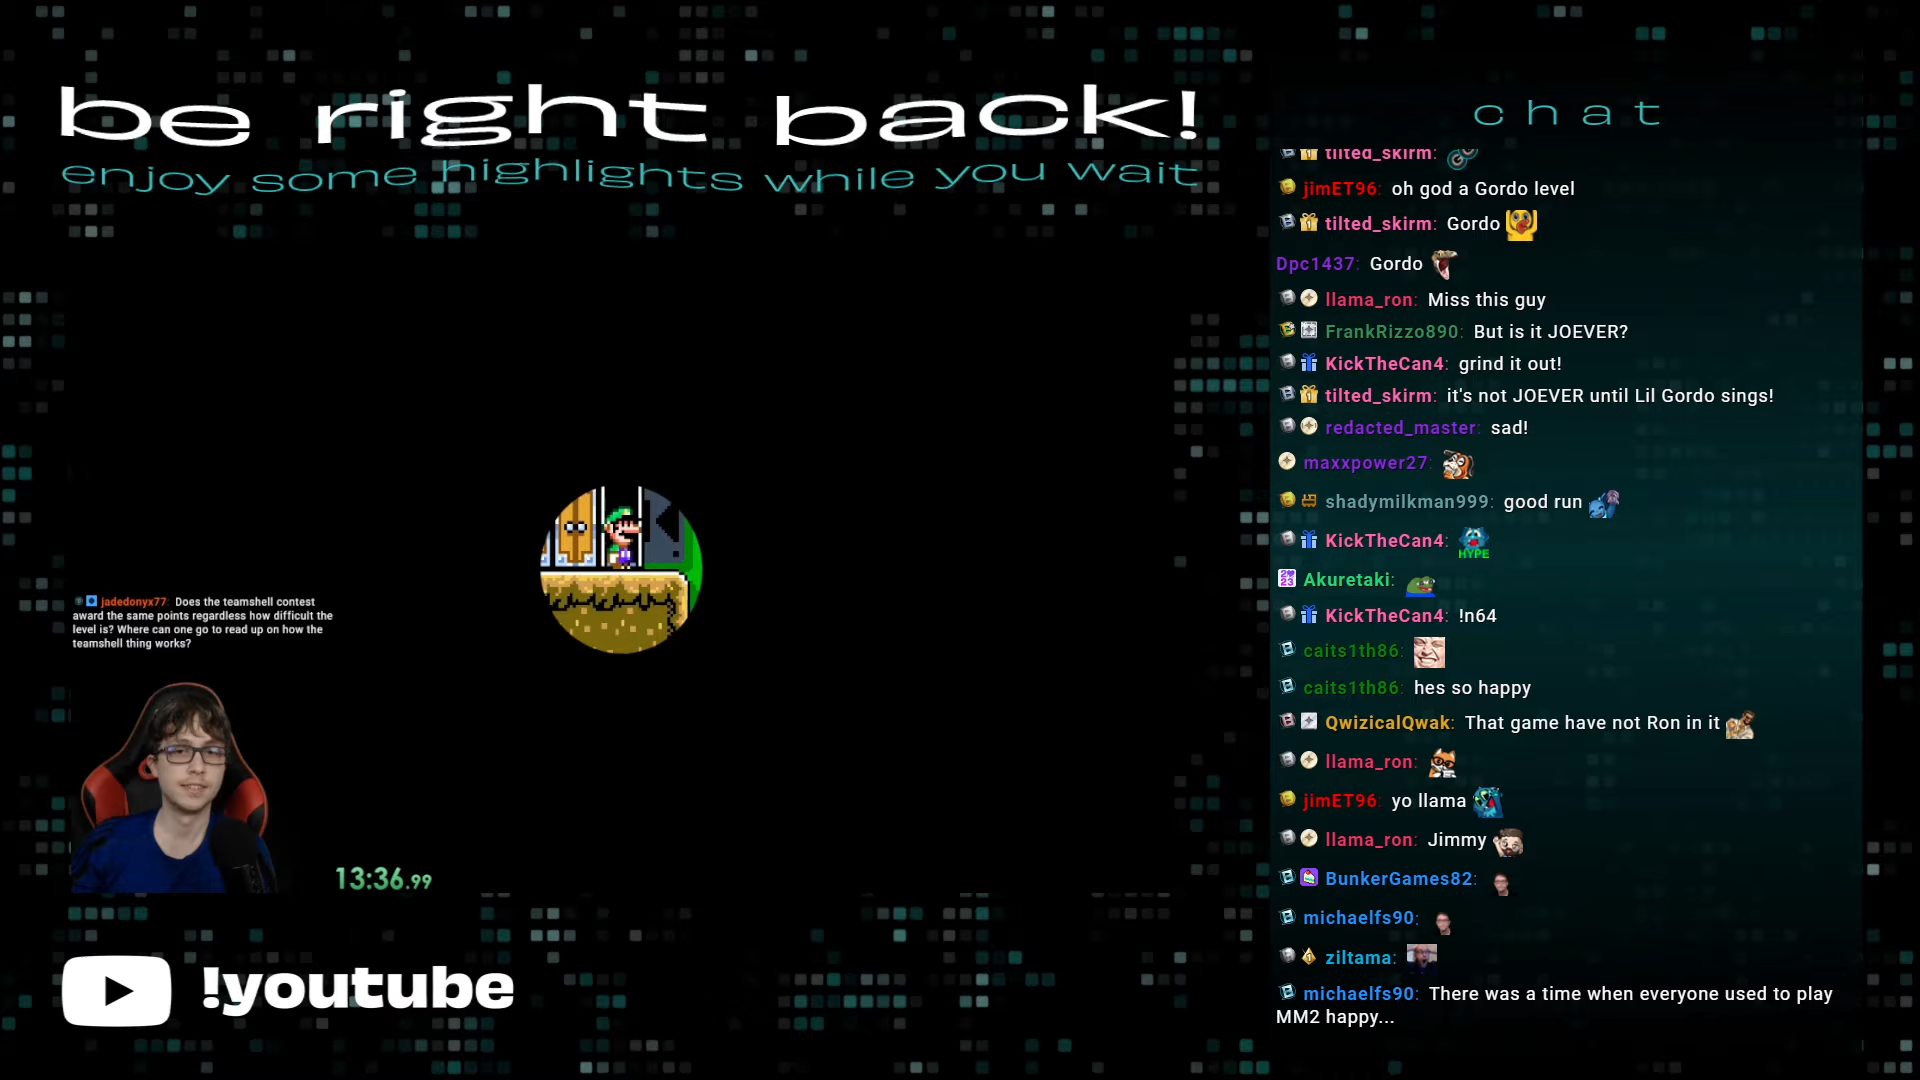 be right back!
enjoy some highlights while you wait
chat
tilted_skirm:
jimET96: oh god a Gordo level
tilted_skirm: Gordo
Dpc1437: Gordo
llama_ron: Miss this guy
FrankRizzo890: But is it JOEVER?
KickTheCan4: grind it out!
tilted_skirm: it's not JOEVER until Lil Gordo sings!
redacted_master: sad!
maxxpower27:
shadymilkman999: good run
KickTheCan4: HYPE
Akuretaki:
KickTheCan4: !n64
caits1th86:
caits1th86: hes so happy
QwizicalQwak: That game have not Ron in it
llama_ron:
jimET96: yo llama
llama_ron: Jimmy
BunkerGames82:
michaelfs90:
ziltama:
michaelfs90: There was a time when everyone used to play
MM2 happy...
jadedonyx77: Does the teamshell contest
award the same points regardless how difficult the
level is? Where can one go to read up on how the
teamshell thing works?
13:36.99
!youtube